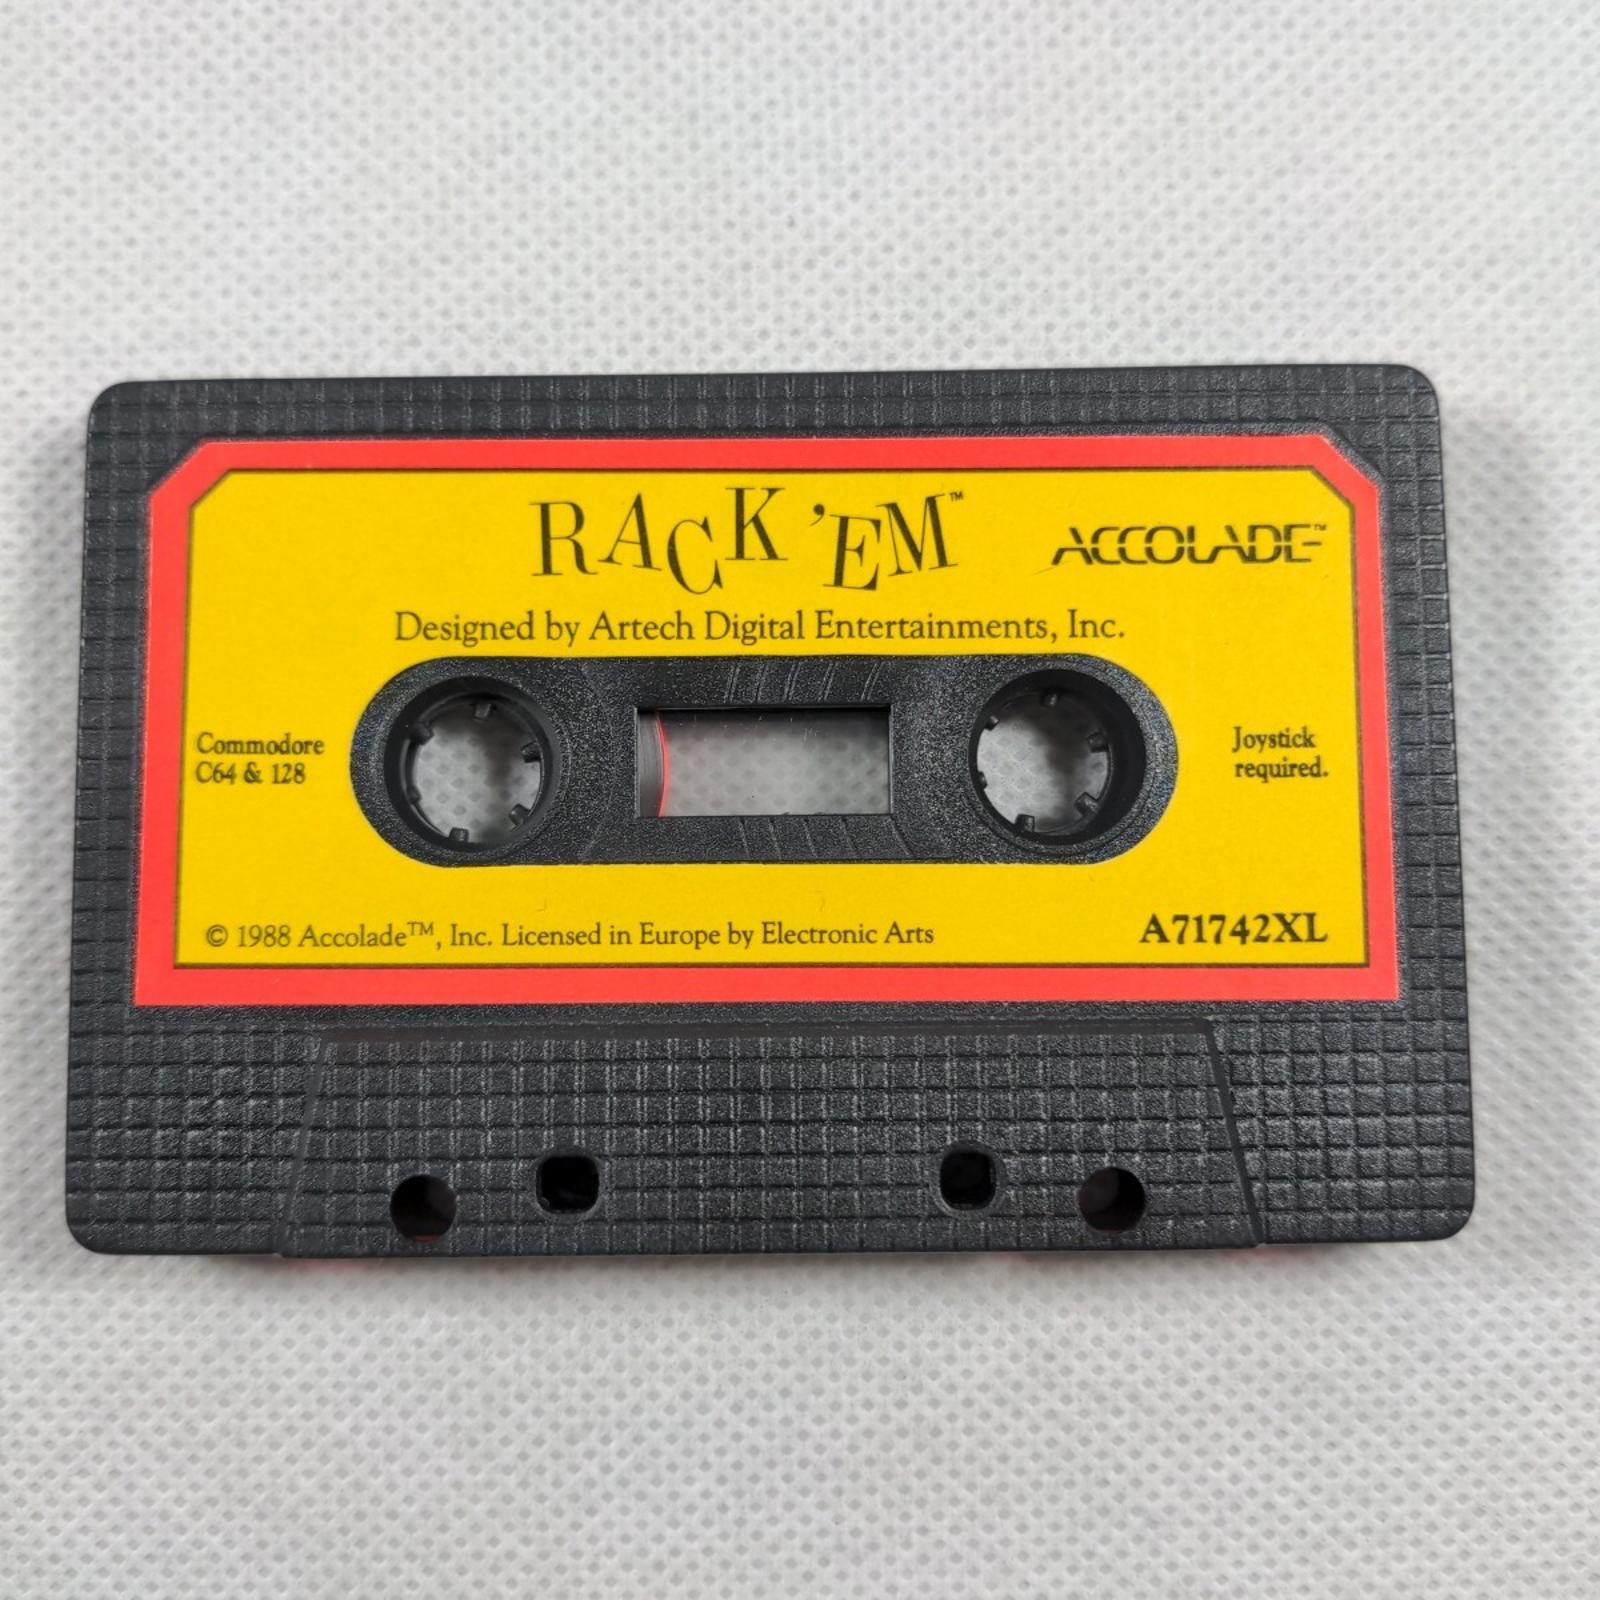 RACK 'EM™
ACCOLADE™
Designed by Artech Digital Entertainments, Inc.
Commodore
C64 & 128
Joystick
required.
© 1988 Accolade™, Inc. Licensed in Europe by Electronic Arts
A71742XL